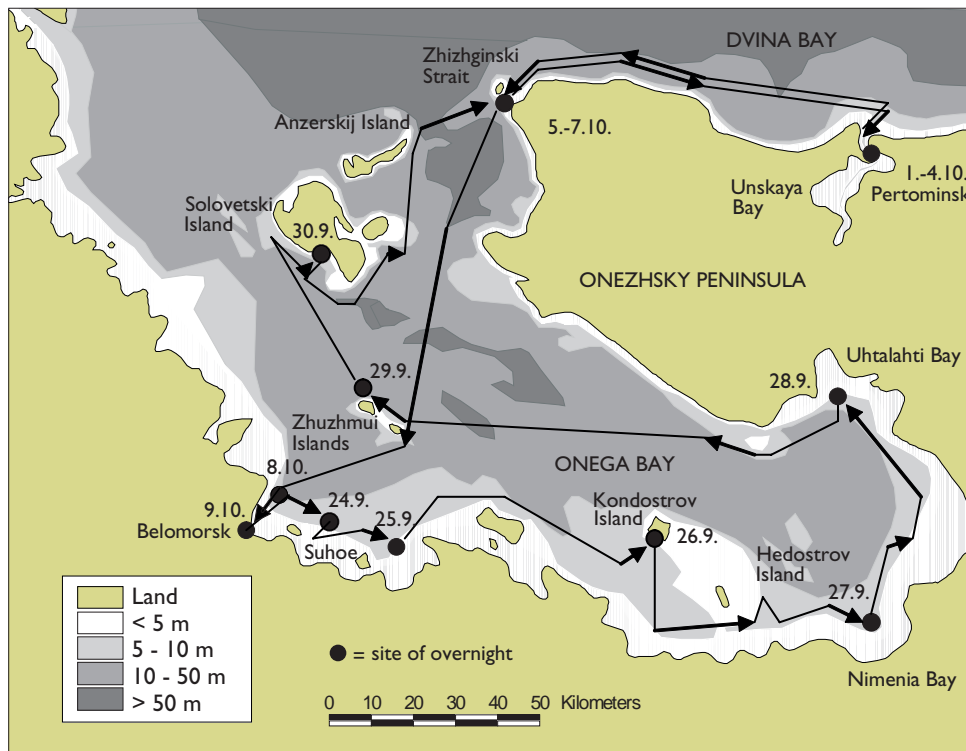 DVINA BAY
Zhizhginski
Strait
Anzerskij Island
5.-7.10.
1.-4.10.
Pertominsk
Unskaya
Bay
Solovetski
Island
30.9.
ONEZHSKY PENINSULA
Uhtalahti Bay
29.9.
28.9.
Zhuzhmui
Islands
ONEGA BAY
8.10.
Kondostrov
Island
24.9.
25.9.
9.10.
Belomorsk
Suhoe
26.9.
Hedostrov
Island
27.9.
Nimenia Bay
Land
< 5 m
5 - 10 m
10 - 50 m
> 50 m
= site of overnight
0 10 20 30 40 50 Kilometers